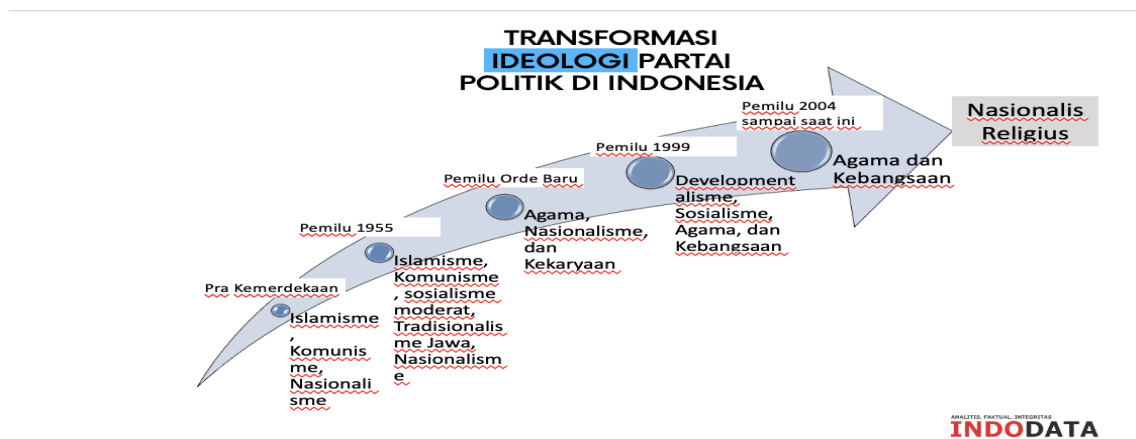 TRANSFORMASI
IDEOLOGI PARTAI
POLITIK DI INDONESIA
Pra Kemerdekaan
Islamisme
,
Komunis
me,
Nasionali
sme
Pemilu 1955
Islamisme,
Komunisme
, sosialisme
moderat,
Tradisionalis
me Jawa,
Nasionalism
e
Pemilu Orde Baru
Agama,
Nasionalisme,
dan
Kekaryaan
Pemilu 1999
Development
alisme,
Sosialisme,
Agama, dan
Kebangsaan
Pemilu 2004
sampai saat ini
Agama dan
Kebangsaan
Nasionalis
Religius
ANALITIS, FAKTUAL, INTEGRITAS
INDODATA